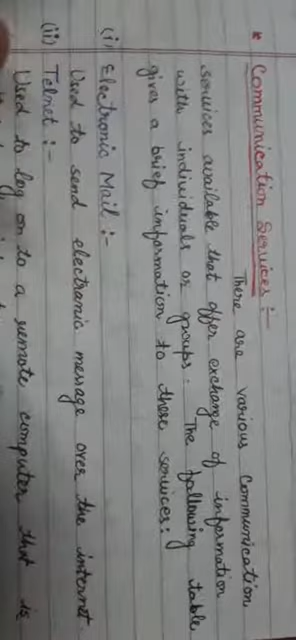 * Communication Services :-
There are various Communication
services available that offer exchange of information
with individuals or groups. The following table
gives a brief information to these services:
(i) Electronic Mail :-
Used to send electronic message over the internet.
(ii) Telnet :-
Used to log on to a remote computer that is